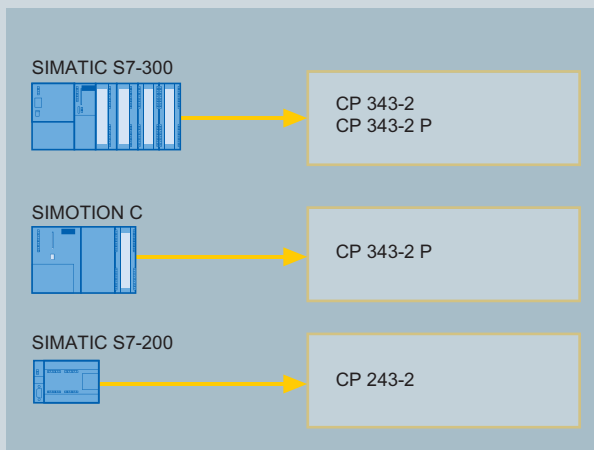 SIMATIC S7-300
CP 343-2
CP 343-2 P
SIMOTION C
CP 343-2 P
SIMATIC S7-200
CP 243-2